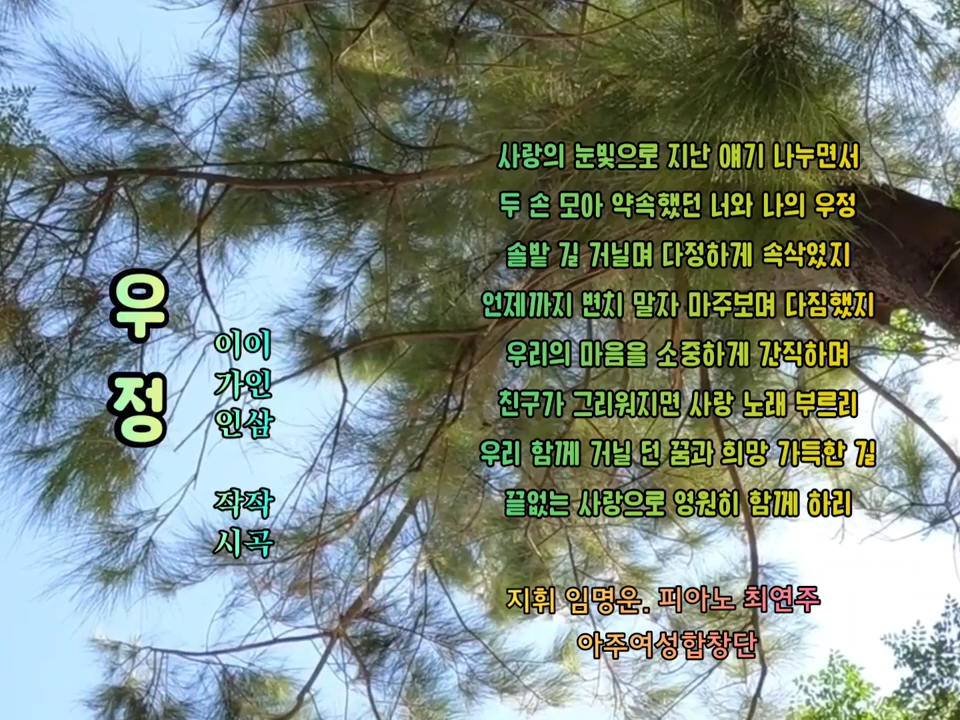 우정
이가인 작시
이인삼 작곡
사랑의 눈빛으로 지난 얘기 나누면서
두 손 모아 약속했던 너와 나의 우정
솔밭 길 거닐며 다정하게 속삭였지
언제까지 변치 말자 마주보며 다짐했지
우리의 마음을 소중하게 간직하며
친구가 그리워지면 사랑 노래 부르리
우리 함께 거닐 던 꿈과 희망 가득한 길
끝없는 사랑으로 영원히 함께 하리
지휘 임명운. 피아노 최연주
아주여성합창단